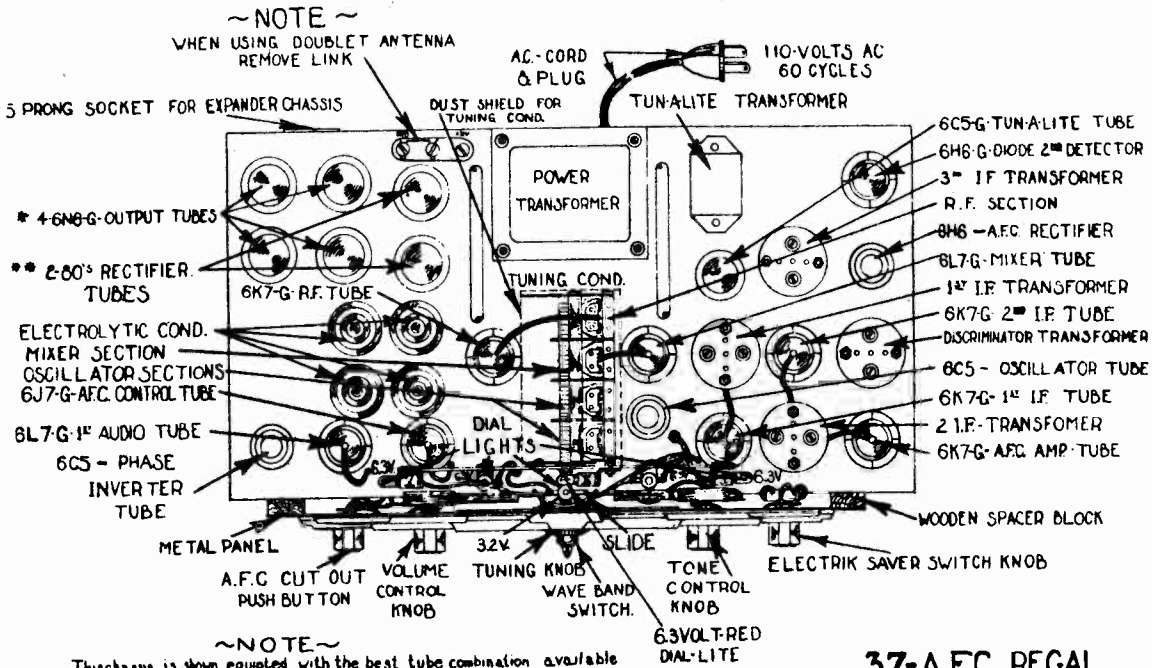 ~NOTE~
WHEN USING DOUBLET ANTENNA
REMOVE LINK
A.C.-CORD
& PLUG
110-VOLTS AC
60 CYCLES
5 PRONG SOCKET FOR EXPANDER CHASSIS
DUST SHIELD FOR
TUNING COND.
TUN-A-LITE TRANSFORMER
POWER
TRANSFORMER
* 4-6N6-G-OUTPUT TUBES
** 2-80's RECTIFIER.
TUBES
6K7-G-R.F. TUBE
TUNING COND.
ELECTROLYTIC COND.
MIXER SECTION
OSCILLATOR SECTIONS
6J7-G-A.F.C. CONTROL TUBE
6L7-G-1st AUDIO TUBE
6C5 - PHASE
INVERTER
TUBE
DIAL
LIGHTS
6.3V
6.3V
3.2V
SLIDE
6C5-G-TUN-A-LITE TUBE
6H6-G-DIODE 2nd DETECTOR
3rd I.F TRANSFORMER
R.F. SECTION
6H6 - A.F.C. RECTIFIER
6L7-G-MIXER TUBE
1st I.F. TRANSFORMER
6K7-G 2nd I.F. TUBE
DISCRIMINATOR TRANSFORMER
6C5 - OSCILLATOR TUBE
6K7-G-1st I.F. TUBE
2 I.F.-TRANSFOMER
6K7-G-A.F.C. AMP.-TUBE
WOODEN SPACER BLOCK
METAL PANEL
A.F.C CUT OUT
PUSH BUTTON
VOLUME
CONTROL
KNOB
TUNING KNOB
WAVE BAND
SWITCH.
TONE
CONTROL
KNOB
ELECTRIK SAVER SWITCH KNOB
6.3VOLT-RED
DIAL-LITE
~NOTE~
is shown equipted with the best tube combination available
37-A.F.C. REGAL